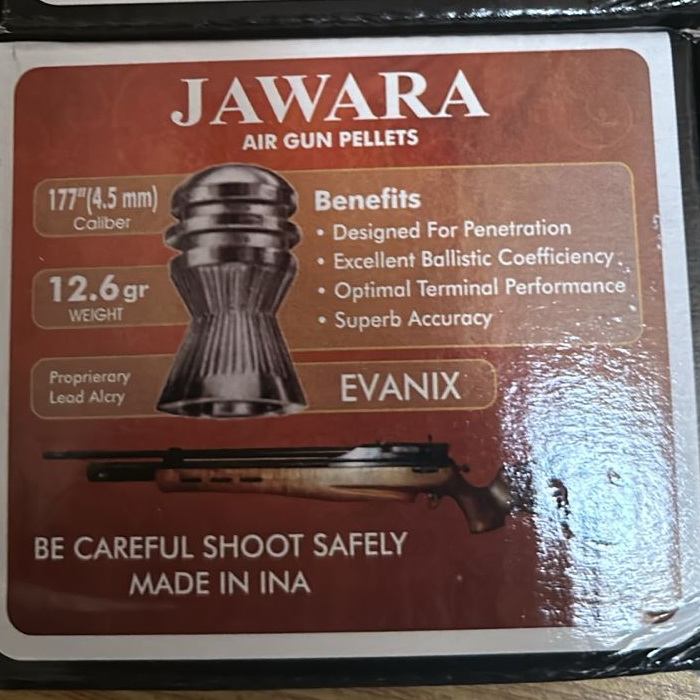 JAWARA
AIR GUN PELLETS
177"(4.5 mm)
Caliber
12.6gr
WEIGHT
Proprierary
Lead Alcry
Benefits
• Designed For Penetration
• Excellent Ballistic Coefficiency.
• Optimal Terminal Performance
• Superb Accuracy
EVANIX
BE CAREFUL SHOOT SAFELY
MADE IN INA